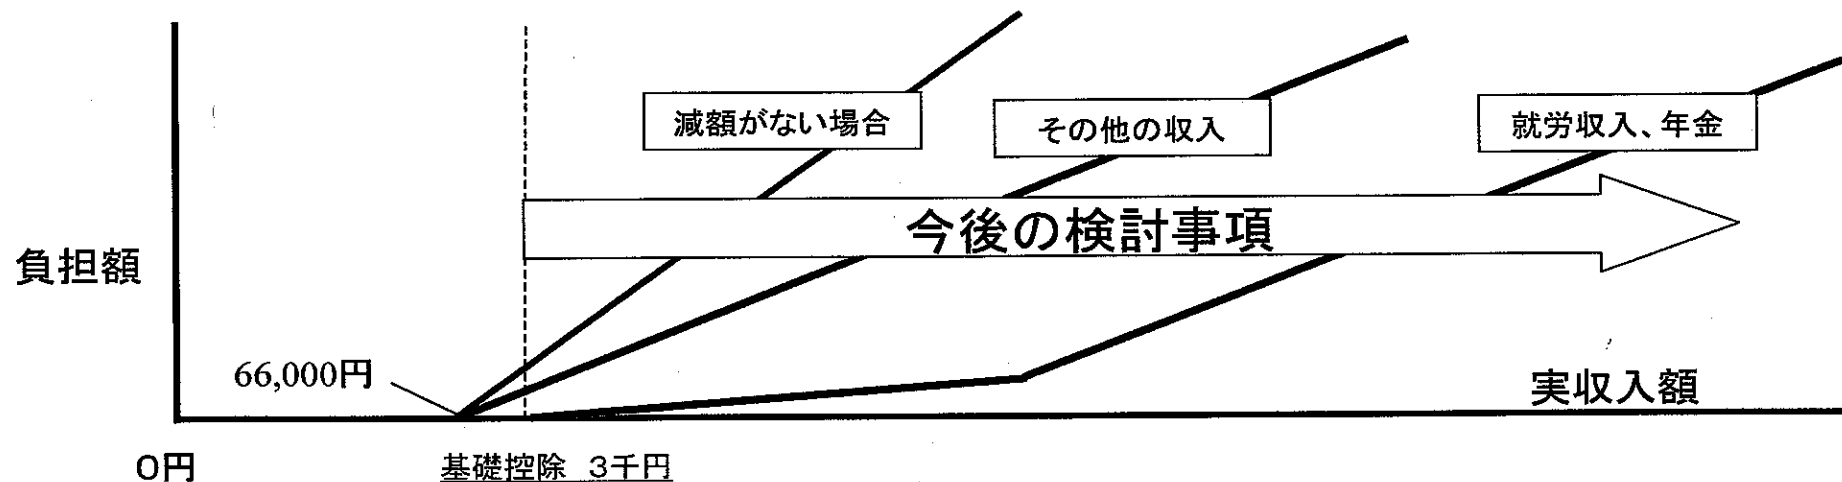 減額がない場合
その他の収入
就労収入、年金
今後の検討事項
負担額
66,000円
実収入額
0円
基礎控除 3千円